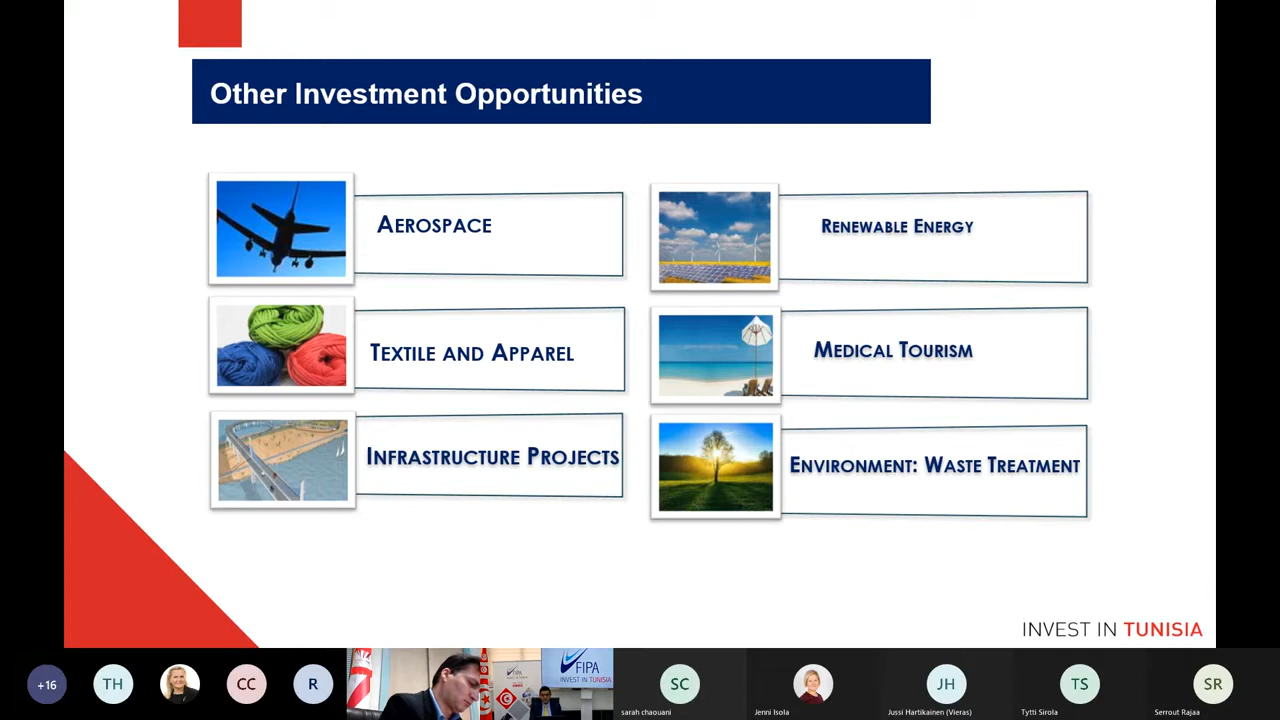 Other Investment Opportunities
AEROSPACE
RENEWABLE ENERGY
TEXTILE AND APPAREL
MEDICAL TOURISM
INFRASTRUCTURE PROJECTS
ENVIRONMENT: WASTE TREATMENT
INVEST IN TUNISIA
+16
TH
CC
R
FIPA
FIPA
INVEST IN TUNISIA
SC
sarah chaouani
Jenni Isola
JH
Jussi Hartikainen (Vieras)
TS
Tytti Sirola
SR
Serrout Rajaa